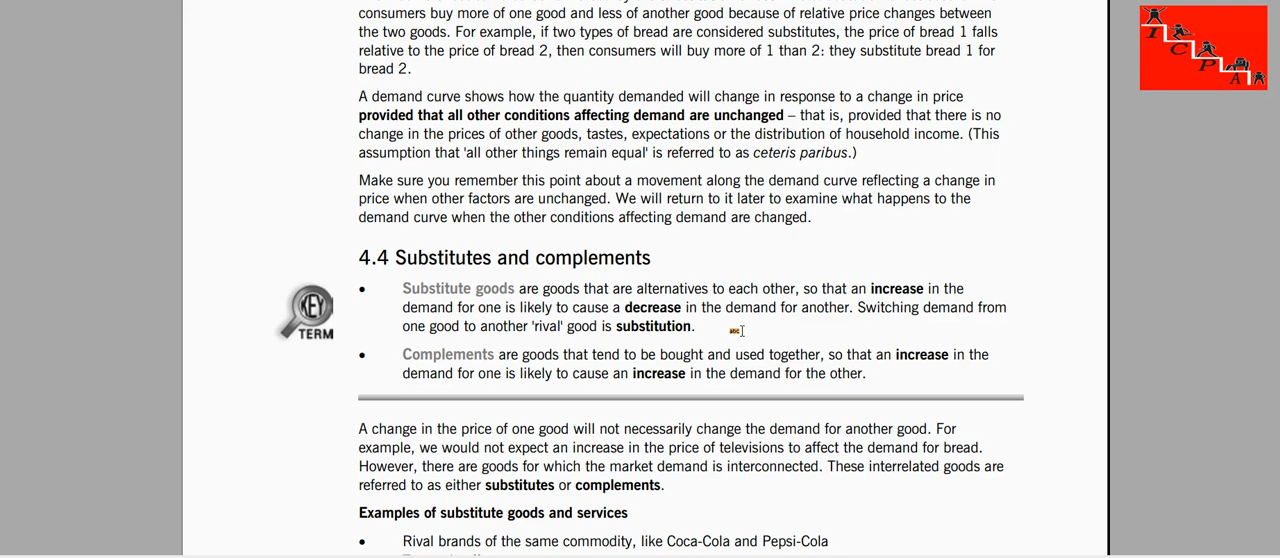 consumers buy more of one good and less of another good because of relative price changes between
the two goods. For example, if two types of bread are considered substitutes, the price of bread 1 falls
relative to the price of bread 2, then consumers will buy more of 1 than 2: they substitute bread 1 for
bread 2.
A demand curve shows how the quantity demanded will change in response to a change in price
provided that all other conditions affecting demand are unchanged – that is, provided that there is no
change in the prices of other goods, tastes, expectations or the distribution of household income. (This
assumption that 'all other things remain equal' is referred to as ceteris paribus.)
Make sure you remember this point about a movement along the demand curve reflecting a change in
price when other factors are unchanged. We will return to it later to examine what happens to the
demand curve when the other conditions affecting demand are changed.
4.4 Substitutes and complements
KEY
TERM
• Substitute goods are goods that are alternatives to each other, so that an increase in the
demand for one is likely to cause a decrease in the demand for another. Switching demand from
one good to another 'rival' good is substitution.
abc
• Complements are goods that tend to be bought and used together, so that an increase in the
demand for one is likely to cause an increase in the demand for the other.
A change in the price of one good will not necessarily change the demand for another good. For
example, we would not expect an increase in the price of televisions to affect the demand for bread.
However, there are goods for which the market demand is interconnected. These interrelated goods are
referred to as either substitutes or complements.
Examples of substitute goods and services
• Rival brands of the same commodity, like Coca-Cola and Pepsi-Cola
I C P A